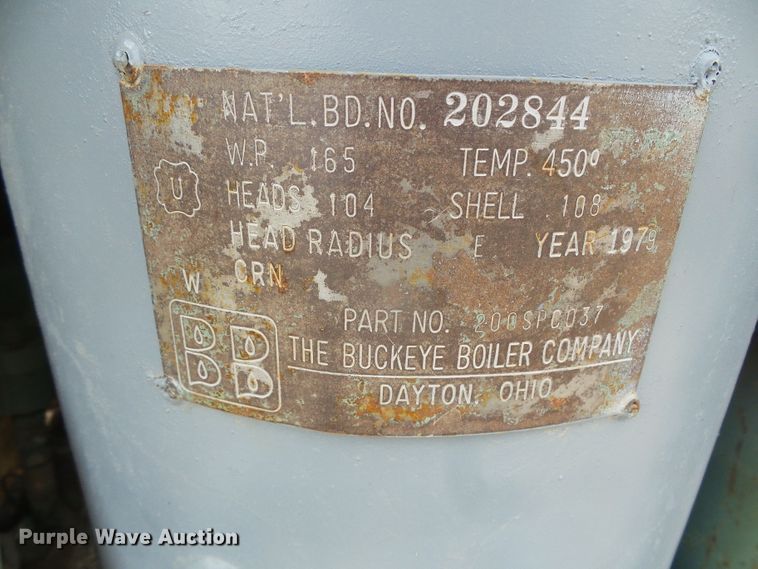 NAT'L. BD. NO. 202844
W.P. 165 TEMP. 450°
U
HEADS .104 SHELL .108
HEAD RADIUS E YEAR 1979
W CRN
PART NO. 200SPC037
BB THE BUCKEYE BOILER COMPANY
DAYTON, OHIO
Purple Wave Auction